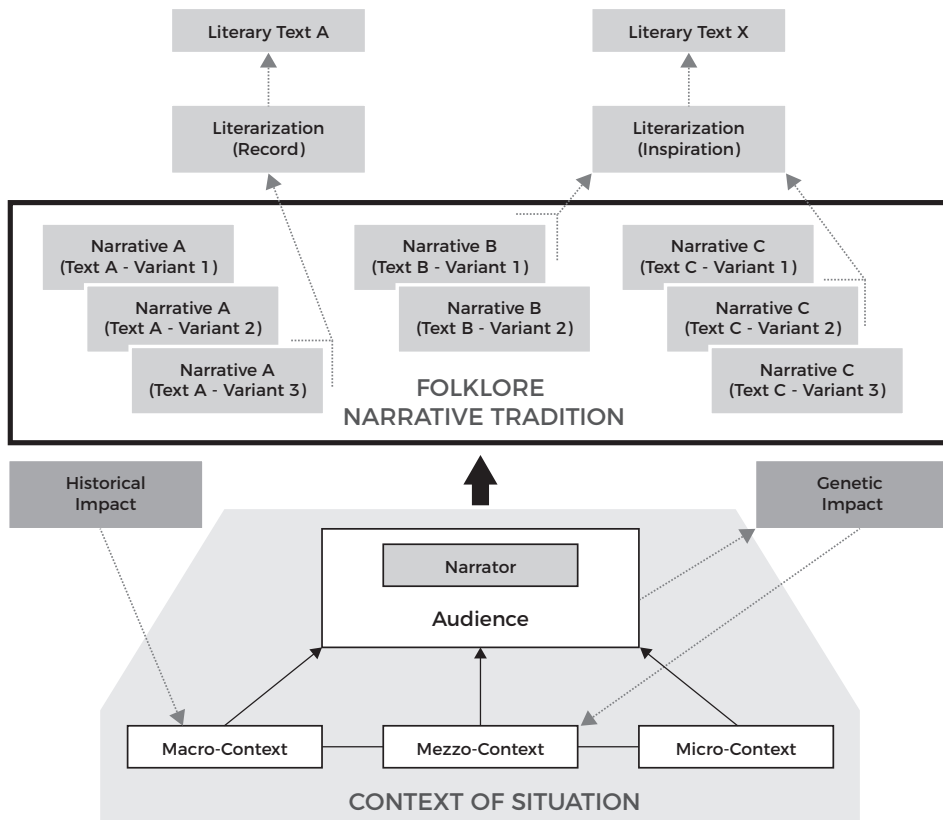 Literary Text A
Literary Text X
Literarization
(Record)
Literarization
(Inspiration)
Narrative A
(Text A - Variant 1)
Narrative A
(Text A - Variant 2)
Narrative A
(Text A - Variant 3)
Narrative B
(Text B - Variant 1)
Narrative B
(Text B - Variant 2)
Narrative C
(Text C - Variant 1)
Narrative C
(Text C - Variant 2)
Narrative C
(Text C - Variant 3)
FOLKLORE
NARRATIVE TRADITION
Historical
Impact
Genetic
Impact
Narrator
Audience
Macro-Context
Mezzo-Context
Micro-Context
CONTEXT OF SITUATION